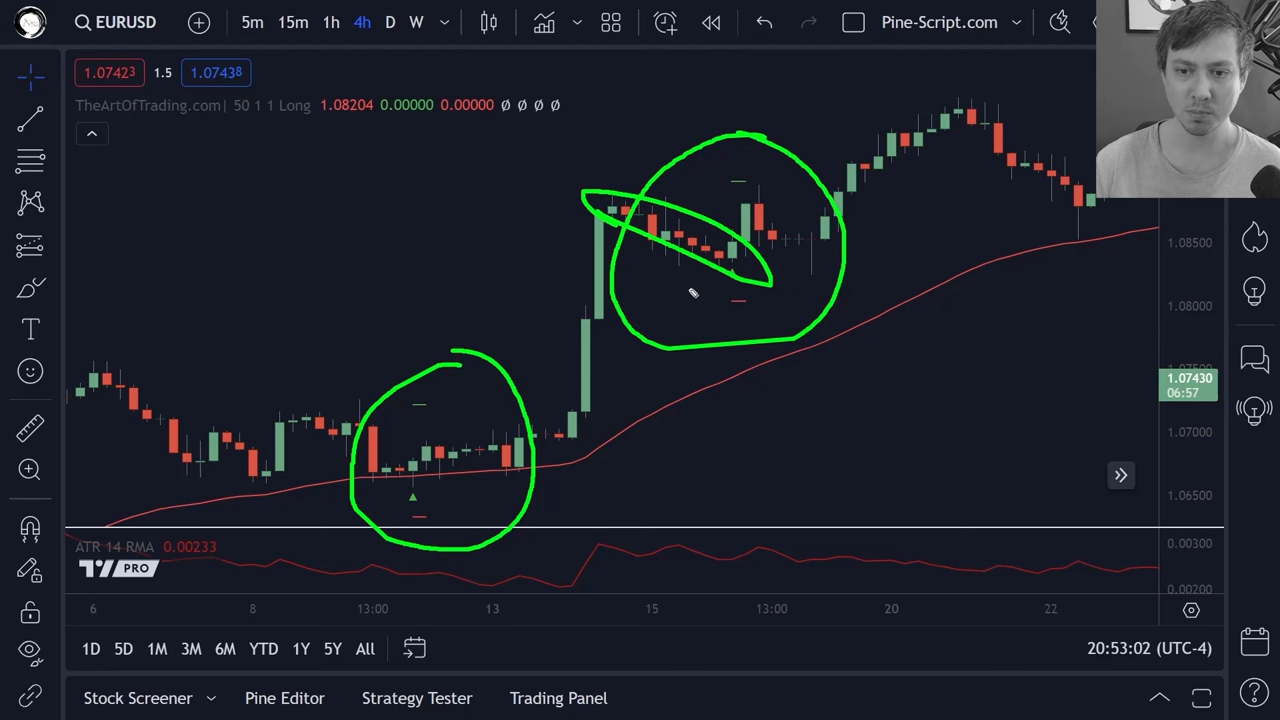 EURUSD 5m 15m 1h 4h D W Pine-Script.com
1.07423 1.5 1.07438
TheArtOfTrading.com| 50 1 1 Long 1.08204 0.00000 0.00000 Ø Ø Ø Ø
1.08500
1.08000
1.07500
1.07430
06:57
1.07000
1.06500
ATR 14 RMA 0.00233
0.00300
PRO
0.00200
6 8 13:00 13 15 13:00 20 22
1D 5D 1M 3M 6M YTD 1Y 5Y All 20:53:02 (UTC-4)
Stock Screener Pine Editor Strategy Tester Trading Panel